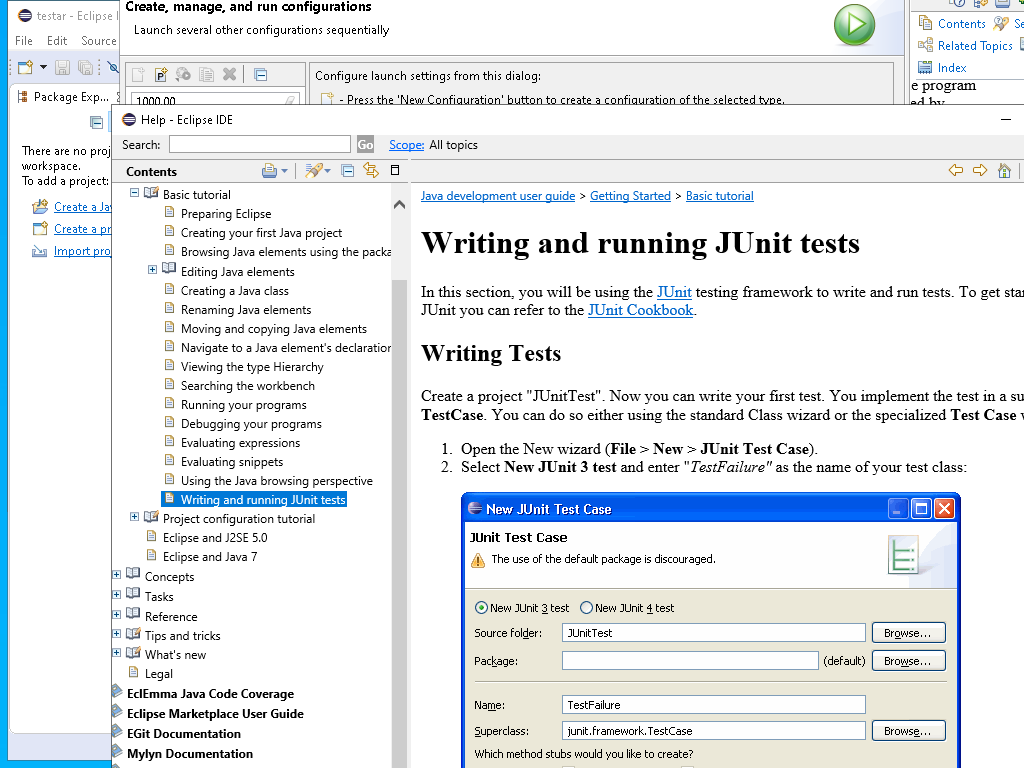 testar - Eclipse I
File Edit Source
Package Exp...
There are no proj
workspace.
To add a project:
Create a Ja
Create a pr
Import proj
Create, manage, and run configurations
Launch several other configurations sequentially
1000.00
Configure launch settings from this dialog:
- Press the 'New Configuration' button to create a configuration of the selected type.
Contents
Se
Related Topics
Index
e program
ed by
Help - Eclipse IDE
Search:
Go
Scope: All topics
Contents
Basic tutorial
Preparing Eclipse
Creating your first Java project
Browsing Java elements using the packa
Editing Java elements
Creating a Java class
Renaming Java elements
Moving and copying Java elements
Navigate to a Java element's declaration
Viewing the type Hierarchy
Searching the workbench
Running your programs
Debugging your programs
Evaluating expressions
Evaluating snippets
Using the Java browsing perspective
Writing and running JUnit tests
Project configuration tutorial
Eclipse and J2SE 5.0
Eclipse and Java 7
Concepts
Tasks
Reference
Tips and tricks
What's new
Legal
EclEmma Java Code Coverage
Eclipse Marketplace User Guide
EGit Documentation
Mylyn Documentation
Java development user guide > Getting Started > Basic tutorial
Writing and running JUnit tests
In this section, you will be using the JUnit testing framework to write and run tests. To get star
JUnit you can refer to the JUnit Cookbook.
Writing Tests
Create a project "JUnitTest". Now you can write your first test. You implement the test in a su
TestCase. You can do so either using the standard Class wizard or the specialized Test Case w
1. Open the New wizard (File > New > JUnit Test Case).
2. Select New JUnit 3 test and enter "TestFailure" as the name of your test class:
New JUnit Test Case
JUnit Test Case
The use of the default package is discouraged.
New JUnit 3 test New JUnit 4 test
Source folder: JUnitTest Browse...
Package: (default) Browse...
Name: TestFailure
Superclass: junit.framework.TestCase Browse...
Which method stubs would you like to create?